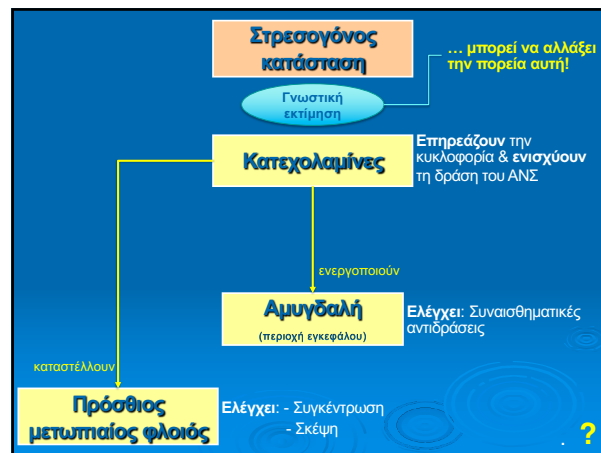 Στρεσογόνος
κατάσταση
… μπορεί να αλλάξει
την πορεία αυτή!
Γνωστική
εκτίμηση
Κατεχολαμίνες
Επηρεάζουν την
κυκλοφορία & ενισχύουν
τη δράση του ΑΝΣ
ενεργοποιούν
Αμυγδαλή
(περιοχή εγκεφάλου)
Ελέγχει: Συναισθηματικές
αντιδράσεις
καταστέλλουν
Πρόσθιος
μετωπιαίος φλοιός
Ελέγχει: - Συγκέντρωση
- Σκέψη
. ?